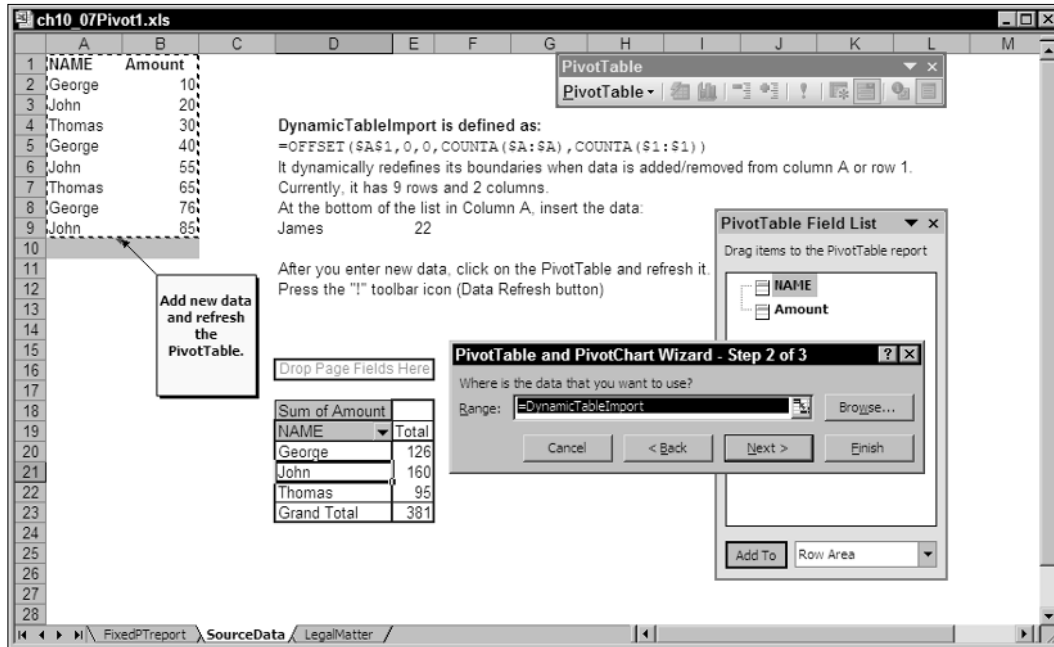 ch10_07Pivot1.xls
A B C D E F G H I J K L M
1 NAME Amount
2 George 10
3 John 20
4 Thomas 30
5 George 40
6 John 55
7 Thomas 65
8 George 76
9 John 85
10
11
12
13
14
15
16
17
18
19
20
21
22
23
24
25
26
27
28
PivotTable
PivotTable
DynamicTableImport is defined as:
=OFFSET($A$1,0,0,COUNTA($A:$A),COUNTA($1:$1))
It dynamically redefines its boundaries when data is added/removed from column A or row 1.
Currently, it has 9 rows and 2 columns.
At the bottom of the list in Column A, insert the data:
James 22
After you enter new data, click on the PivotTable and refresh it.
Press the "!" toolbar icon (Data Refresh button)
Add new data
and refresh
the
PivotTable.
Drop Page Fields Here
Sum of Amount
NAME Total
George 126
John 160
Thomas 95
Grand Total 381
PivotTable Field List
Drag items to the PivotTable report
NAME
Amount
PivotTable and PivotChart Wizard - Step 2 of 3
Where is the data that you want to use?
Range: =DynamicTableImport Browse...
Cancel < Back Next > Finish
Add To Row Area
FixedPTreport SourceData LegalMatter